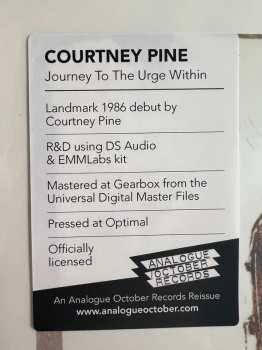 COURTNEY PINE
Journey To The Urge Within
Landmark 1986 debut by
Courtney Pine
R&D using DS Audio
& EMMLabs kit
Mastered at Gearbox from the
Universal Digital Master Files
Pressed at Optimal
Officially
licensed
ANALOGUE
OCTOBER
RECORDS
An Analogue October Records Reissue
www.analogueoctober.com